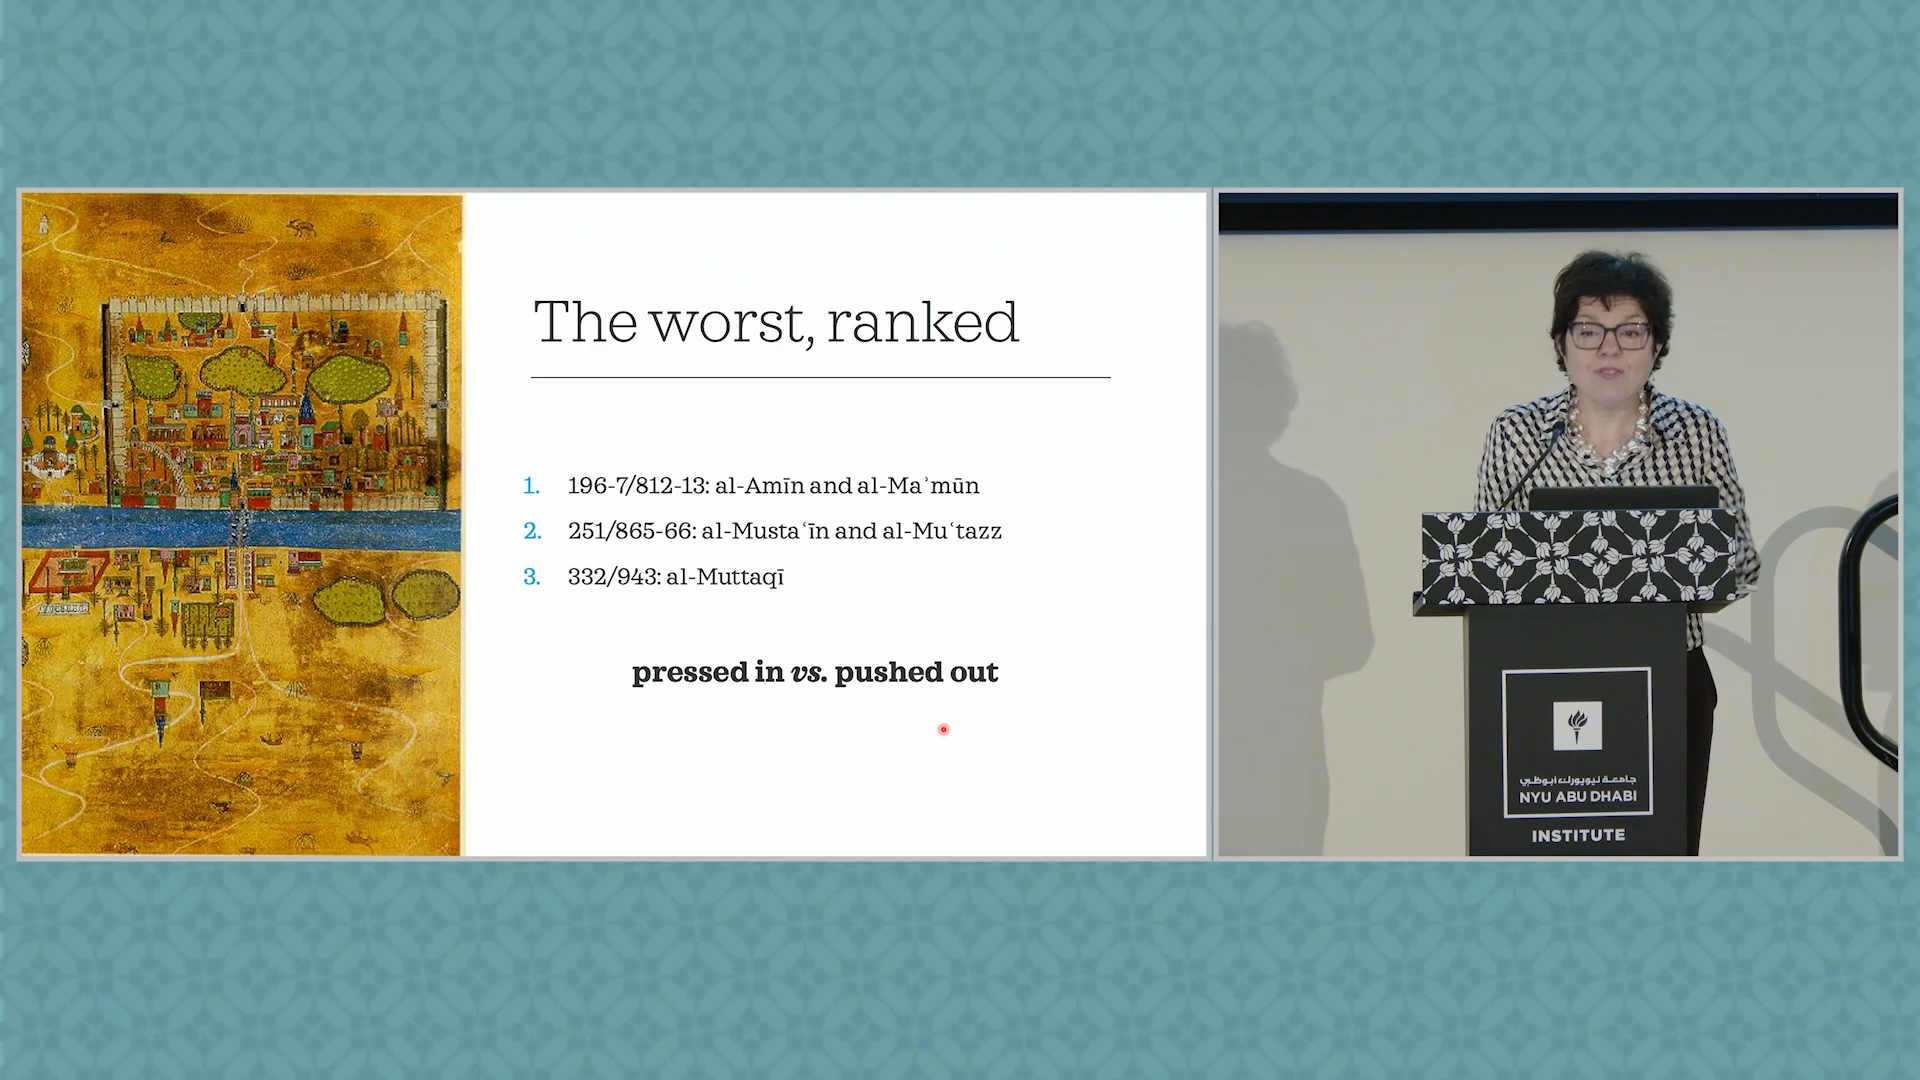 The worst, ranked
1. 196-7/812-13: al-Amīn and al-Maʾmūn
2. 251/865-66: al-Mustaʿīn and al-Muʿtazz
3. 332/943: al-Muttaqī
pressed in vs. pushed out
جامعة نيويورك أبوظبي
NYU ABU DHABI
INSTITUTE